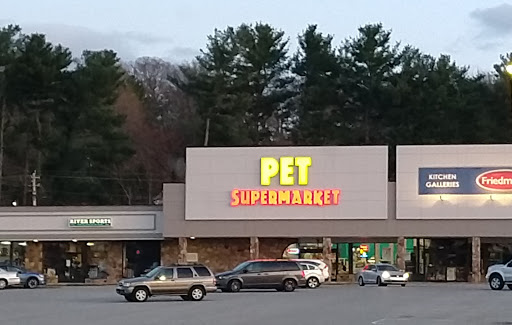 PET
SUPERMARKET
KITCHEN
GALLERIES
Friedm
RIVER SPORTS